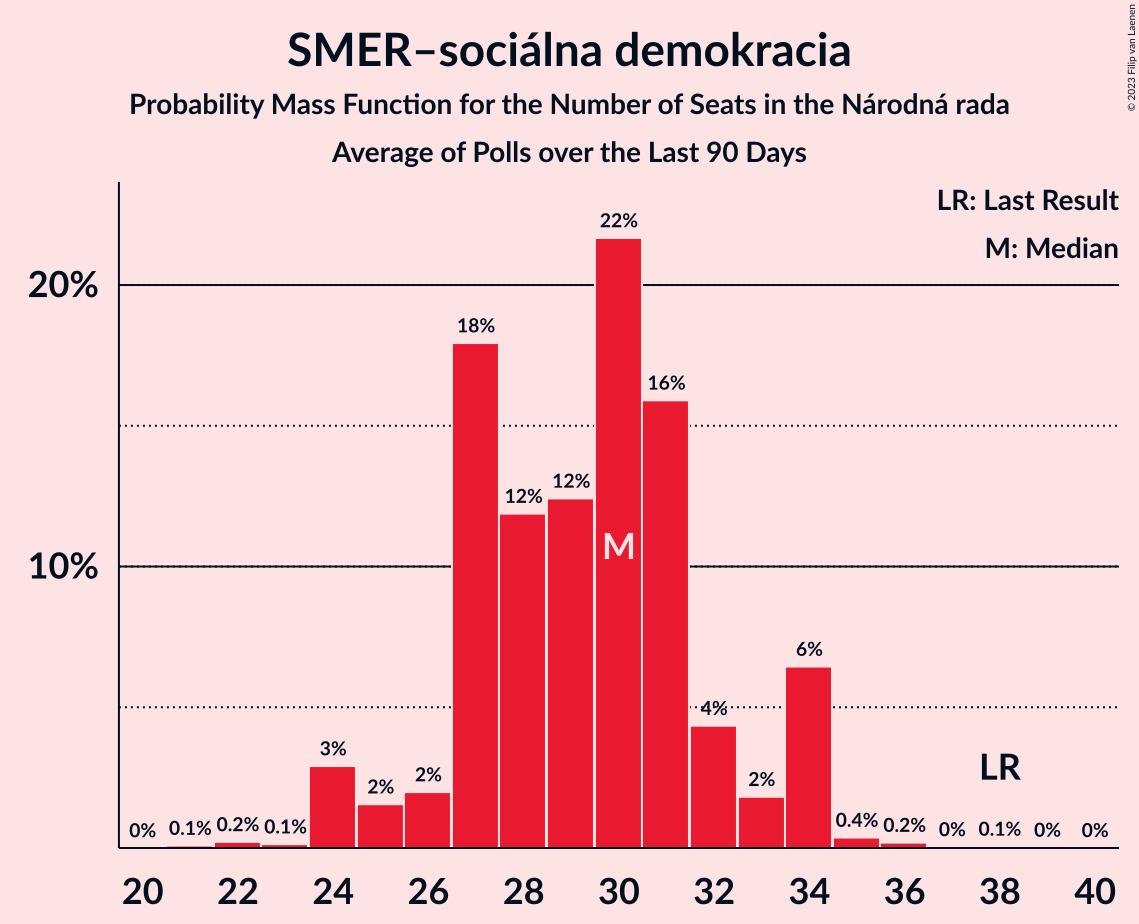 SMER–sociálna demokracia
Probability Mass Function for the Number of Seats in the Národná rada
Average of Polls over the Last 90 Days
© 2023 Filip van Laenen
LR: Last Result
M: Median
20%
10%
0% 0.1% 0.2% 0.1% 3% 2% 2% 18% 12% 12% 22% 16% 4% 2% 6% 0.4% 0.2% 0% 0.1% 0% 0%
M
LR
20 22 24 26 28 30 32 34 36 38 40